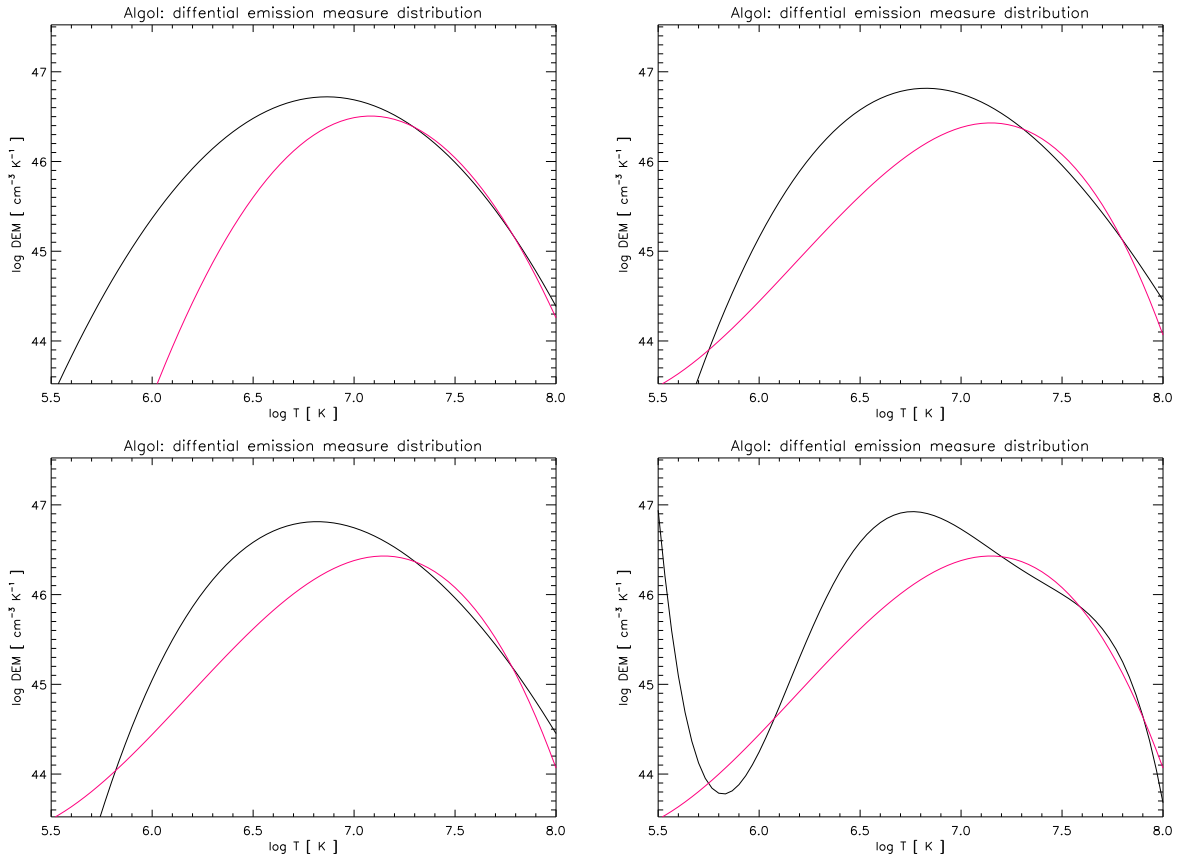 Algol: diffential emission measure distribution
47
46
45
44
log DEM [ cm⁻³ K⁻¹ ]
5.5 6.0 6.5 7.0 7.5 8.0
log T [ K ]
Algol: diffential emission measure distribution
47
46
45
44
log DEM [ cm⁻³ K⁻¹ ]
5.5 6.0 6.5 7.0 7.5 8.0
log T [ K ]
Algol: diffential emission measure distribution
47
46
45
44
log DEM [ cm⁻³ K⁻¹ ]
5.5 6.0 6.5 7.0 7.5 8.0
log T [ K ]
Algol: diffential emission measure distribution
47
46
45
44
log DEM [ cm⁻³ K⁻¹ ]
5.5 6.0 6.5 7.0 7.5 8.0
log T [ K ]